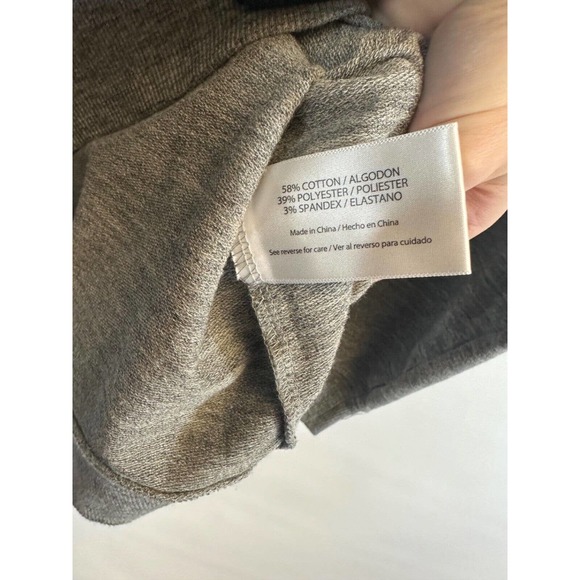 58% COTTON / ALGODON
39% POLYESTER / POLIESTER
3% SPANDEX / ELASTANO
Made in China / Hecho en China
See reverse for care / Ver al reverso para cuidado